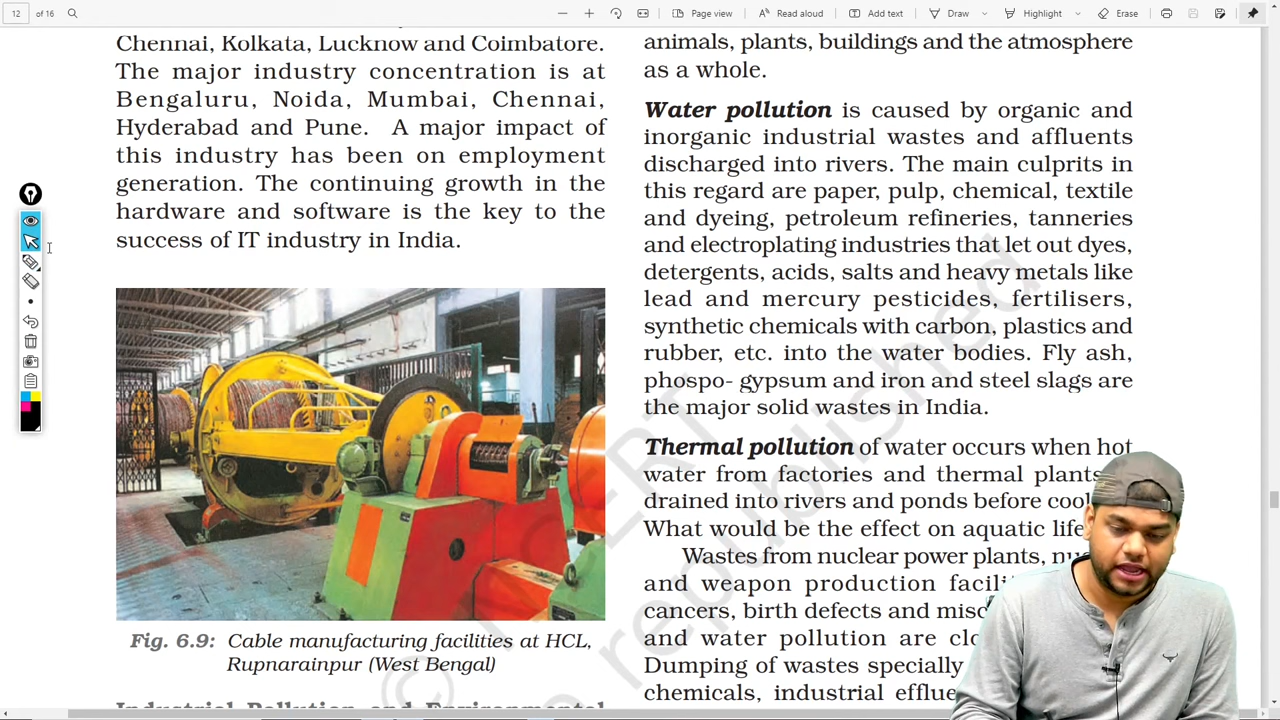 12 of 16
Page view
Read aloud
Add text
Draw
Highlight
Erase
Chennai, Kolkata, Lucknow and Coimbatore.
The major industry concentration is at
Bengaluru, Noida, Mumbai, Chennai,
Hyderabad and Pune. A major impact of
this industry has been on employment
generation. The continuing growth in the
hardware and software is the key to the
success of IT industry in India.
Fig. 6.9: Cable manufacturing facilities at HCL,
Rupnarainpur (West Bengal)
Industrial Pollution and Environmental
animals, plants, buildings and the atmosphere
as a whole.
Water pollution is caused by organic and
inorganic industrial wastes and affluents
discharged into rivers. The main culprits in
this regard are paper, pulp, chemical, textile
and dyeing, petroleum refineries, tanneries
and electroplating industries that let out dyes,
detergents, acids, salts and heavy metals like
lead and mercury pesticides, fertilisers,
synthetic chemicals with carbon, plastics and
rubber, etc. into the water bodies. Fly ash,
phospo- gypsum and iron and steel slags are
the major solid wastes in India.
Thermal pollution of water occurs when hot
water from factories and thermal plants
drained into rivers and ponds before
What would be the effect on aquatic life
Wastes from nuclear power plants,
and weapon production
cancers, birth defects and
and water pollution are
Dumping of wastes specially
chemicals, industrial
republished